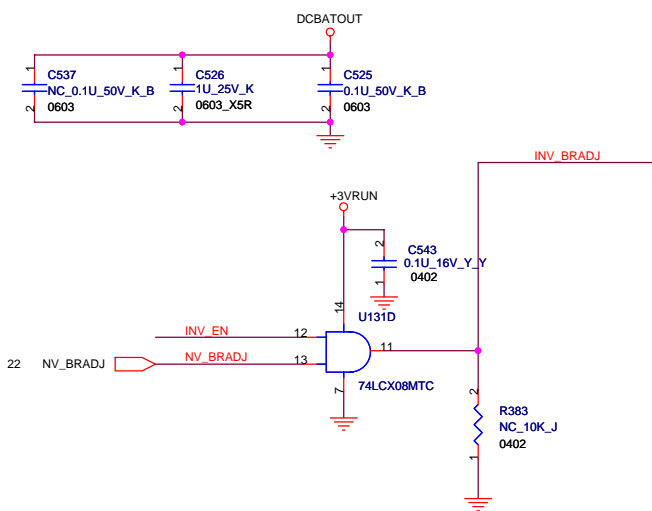 DCBATOUT
1
C537
NC_0.1U_50V_K_B
2
0603
1
C526
1U_25V_K
2
0603_X5R
1
C525
0.1U_50V_K_B
2
0603
INV_BRADJ
+3VRUN
2
C543
0.1U_16V_Y_Y
1
0402
14
U131D
INV_EN
12
11
22
NV_BRADJ
NV_BRADJ
13
7
74LCX08MTC
2
R383
NC_10K_J
1
0402